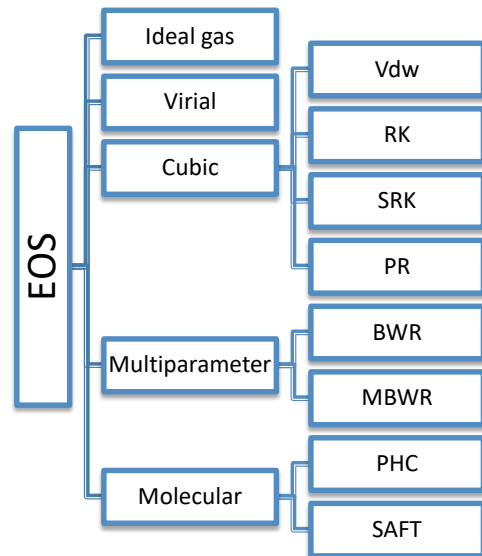 EOS
Ideal gas
Virial
Cubic
Vdw
RK
SRK
PR
Multiparameter
BWR
MBWR
Molecular
PHC
SAFT